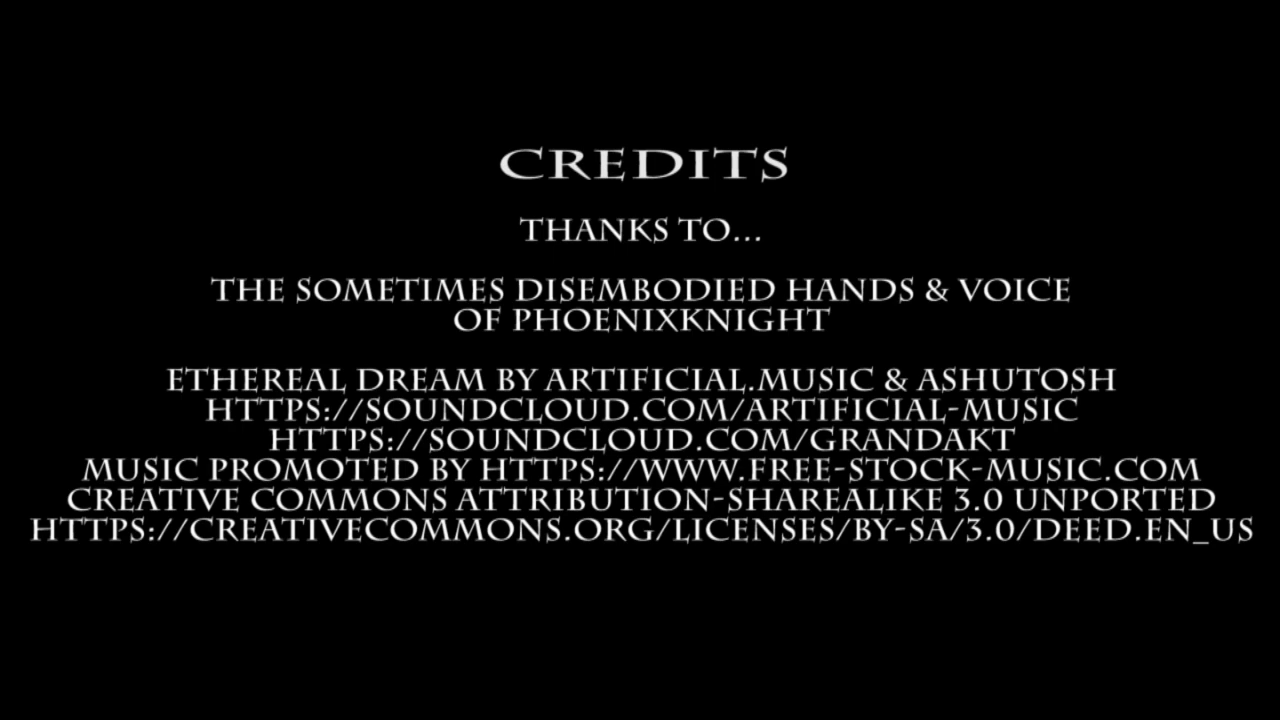 CREDITS
THANKS TO...
THE SOMETIMES DISEMBODIED HANDS & VOICE
OF PHOENIXKNIGHT
ETHEREAL DREAM BY ARTIFICIAL.MUSIC & ASHUTOSH
HTTPS://SOUNDCLOUD.COM/ARTIFICIAL-MUSIC
HTTPS://SOUNDCLOUD.COM/GRANDAKT
MUSIC PROMOTED BY HTTPS://WWW.FREE-STOCK-MUSIC.COM
CREATIVE COMMONS ATTRIBUTION-SHAREALIKE 3.0 UNPORTED
HTTPS://CREATIVECOMMONS.ORG/LICENSES/BY-SA/3.0/DEED.EN_US